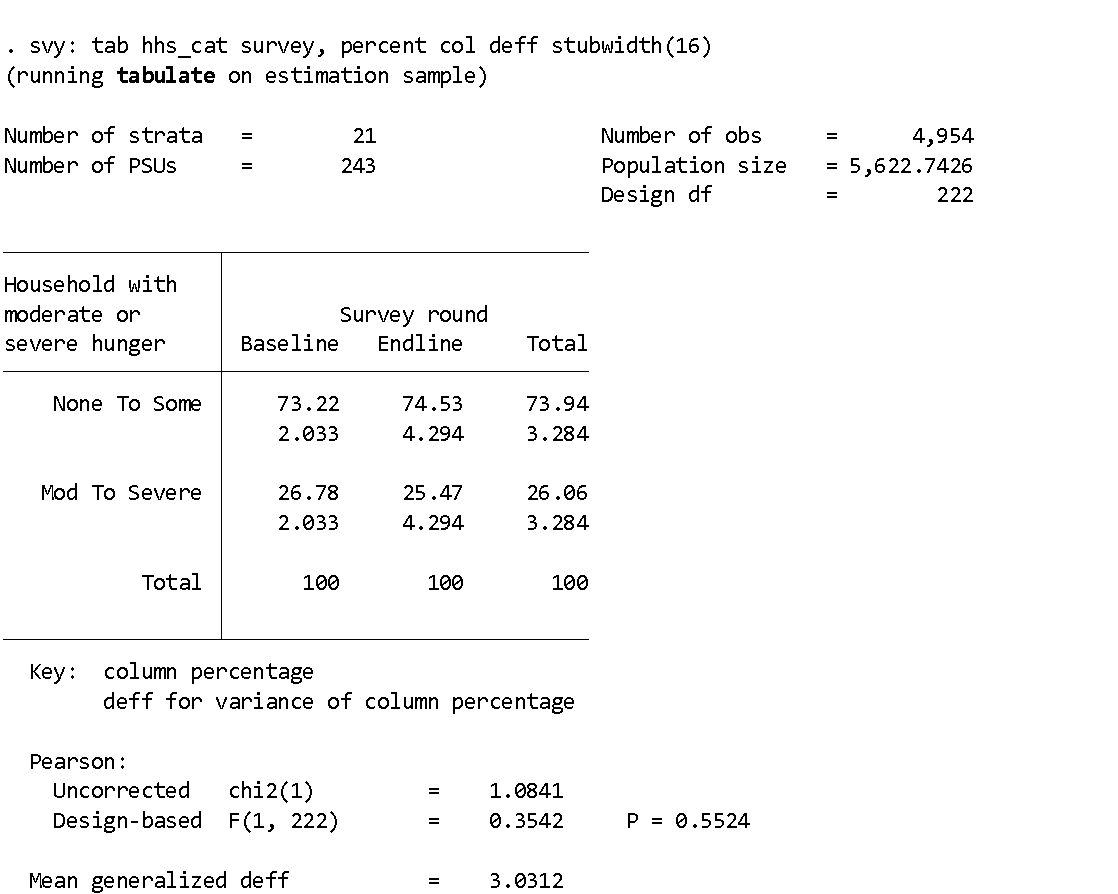 . svy: tab hhs_cat survey, percent col deff stubwidth(16)
(running tabulate on estimation sample)
Number of strata = 21 Number of obs = 4,954
Number of PSUs = 243 Population size = 5,622.7426
Design df = 222
Household with
moderate or Survey round
severe hunger Baseline Endline Total
None To Some 73.22 74.53 73.94
2.033 4.294 3.284
Mod To Severe 26.78 25.47 26.06
2.033 4.294 3.284
Total 100 100 100
Key: column percentage
deff for variance of column percentage
Pearson:
Uncorrected chi2(1) = 1.0841
Design-based F(1, 222) = 0.3542 P = 0.5524
Mean generalized deff = 3.0312